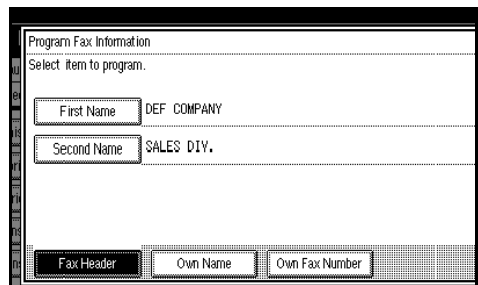 Program Fax Information
Select item to program.
First Name DEF COMPANY
Second Name SALES DIV.
Fax Header Own Name Own Fax Number